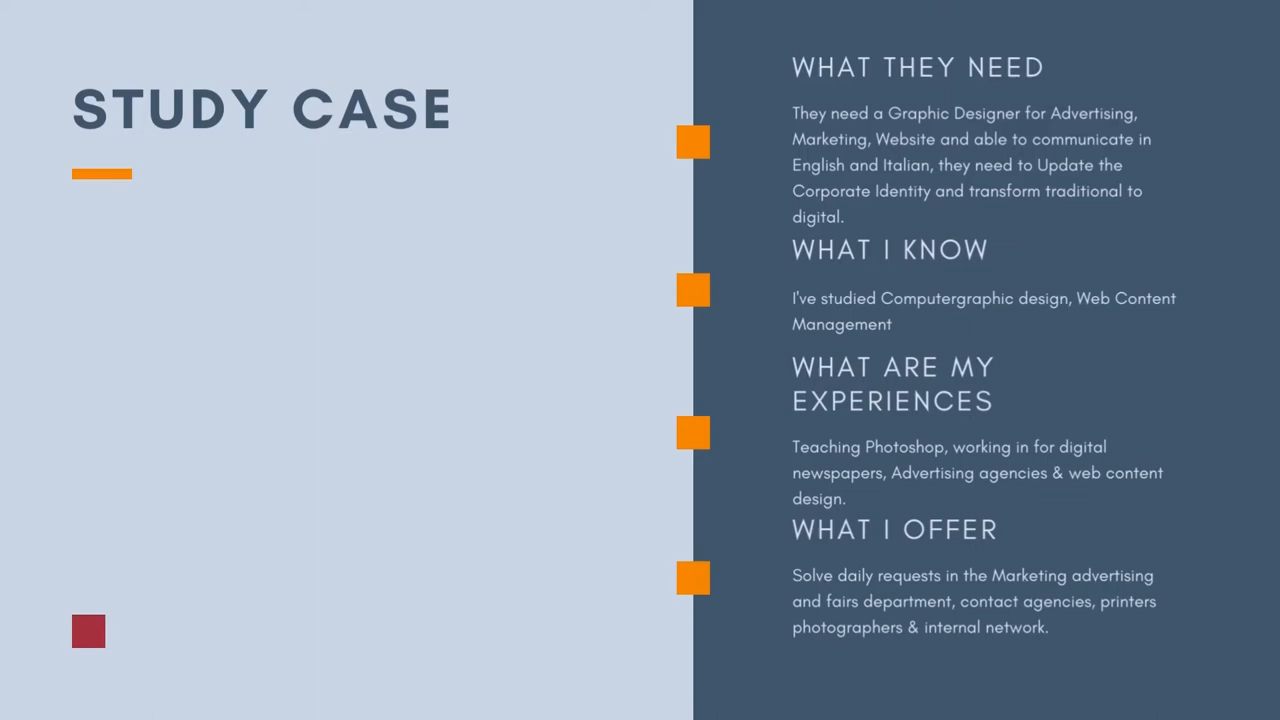 STUDY CASE
WHAT THEY NEED
They need a Graphic Designer for Advertising,
Marketing, Website and able to communicate in
English and Italian, they need to Update the
Corporate Identity and transform traditional to
digital.
WHAT I KNOW
I've studied Computergraphic design, Web Content
Management
WHAT ARE MY
EXPERIENCES
Teaching Photoshop, working in for digital
newspapers, Advertising agencies & web content
design.
WHAT I OFFER
Solve daily requests in the Marketing advertising
and fairs department, contact agencies, printers
photographers & internal network.